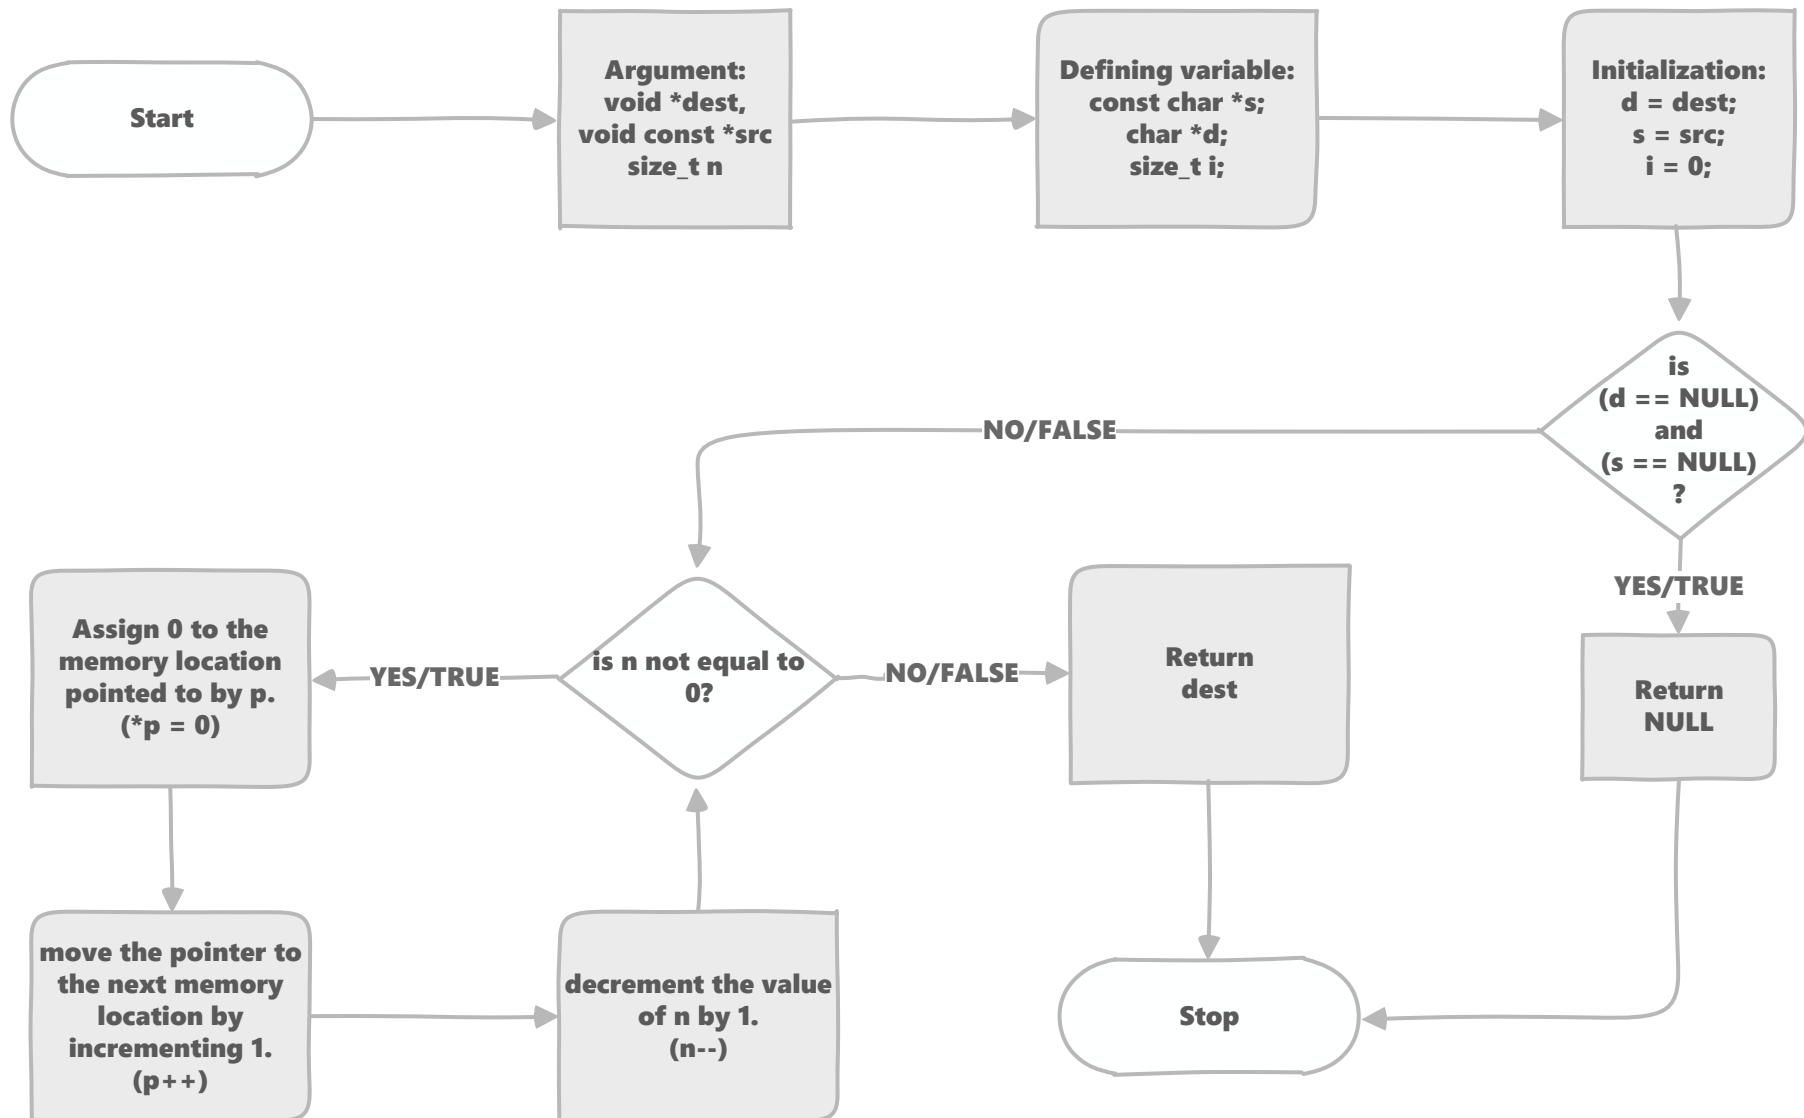 Start
Argument:
void *dest,
void const *src
size_t n
Defining variable:
const char *s;
char *d;
size_t i;
Initialization:
d = dest;
s = src;
i = 0;
is
(d == NULL)
and
(s == NULL)
?
NO/FALSE
YES/TRUE
Return
NULL
is n not equal to
0?
YES/TRUE
NO/FALSE
Assign 0 to the
memory location
pointed to by p.
(*p = 0)
Return
dest
move the pointer to
the next memory
location by
incrementing 1.
(p++)
decrement the value
of n by 1.
(n--)
Stop